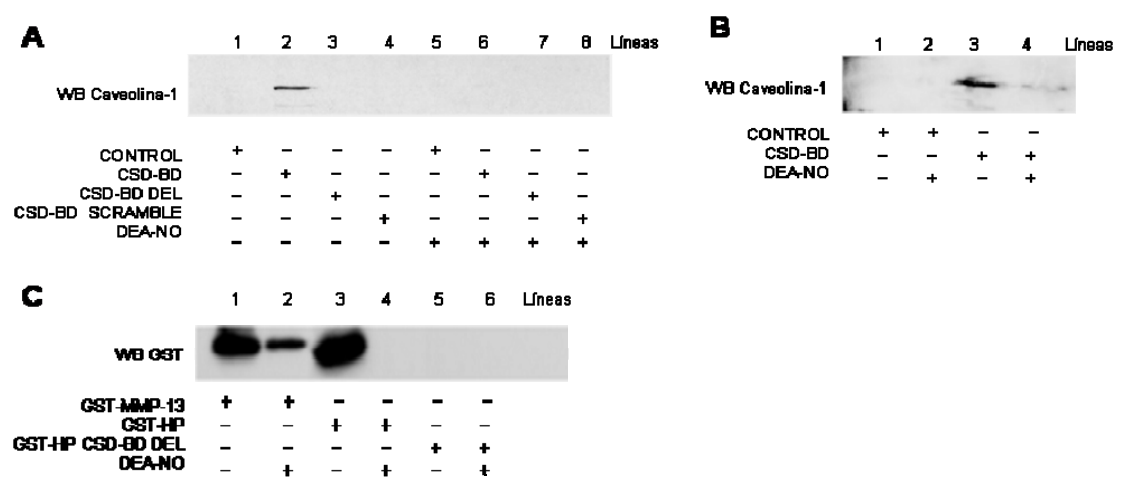 A
1 2 3 4 5 6 7 8 Líneas
WB Caveolina-1
CONTROL + – – – + – – –
CSD-BD – + – – – + – –
CSD-BD DEL – – + – – – + –
CSD-BD SCRAMBLE – – – + – – – +
DEA-NO – – – – + + + +
B
1 2 3 4 Líneas
WB Caveolina-1
CONTROL + + – –
CSD-BD – – + +
DEA-NO – + – +
C
1 2 3 4 5 6 Líneas
WB GST
GST-MMP-13 + + – – – –
GST-HP – – + + – –
GST-HP CSD-BD DEL – – – – + +
DEA-NO – + – + – +